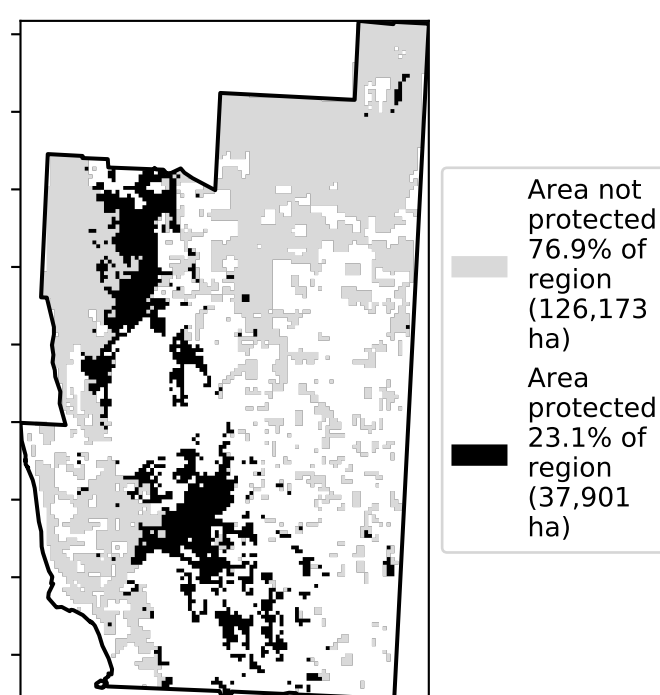 Area not
protected
76.9% of
region
(126,173
ha)
Area
protected
23.1% of
region
(37,901
ha)